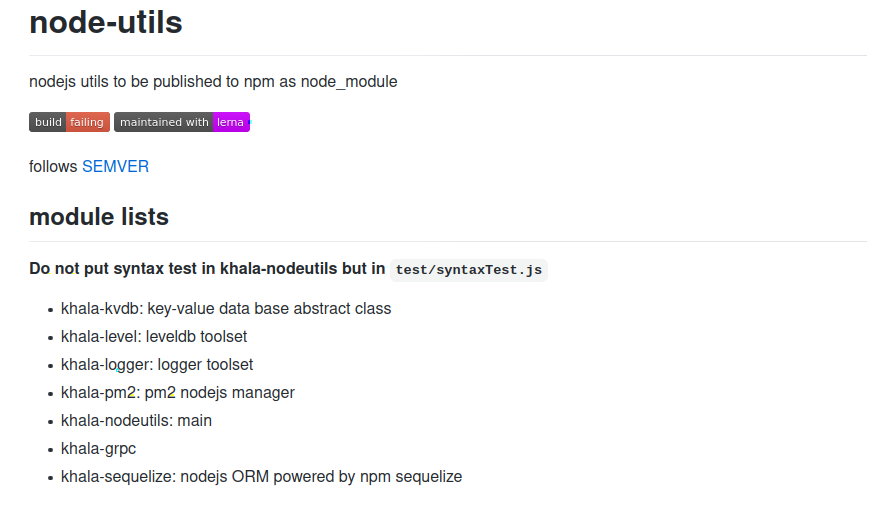 node-utils
nodejs utils to be published to npm as node_module
build failing maintained with lerna
follows SEMVER
module lists
Do not put syntax test in khala-nodeutils but in test/syntaxTest.js
khala-kvdb: key-value data base abstract class
khala-level: leveldb toolset
khala-logger: logger toolset
khala-pm2: pm2 nodejs manager
khala-nodeutils: main
khala-grpc
khala-sequelize: nodejs ORM powered by npm sequelize